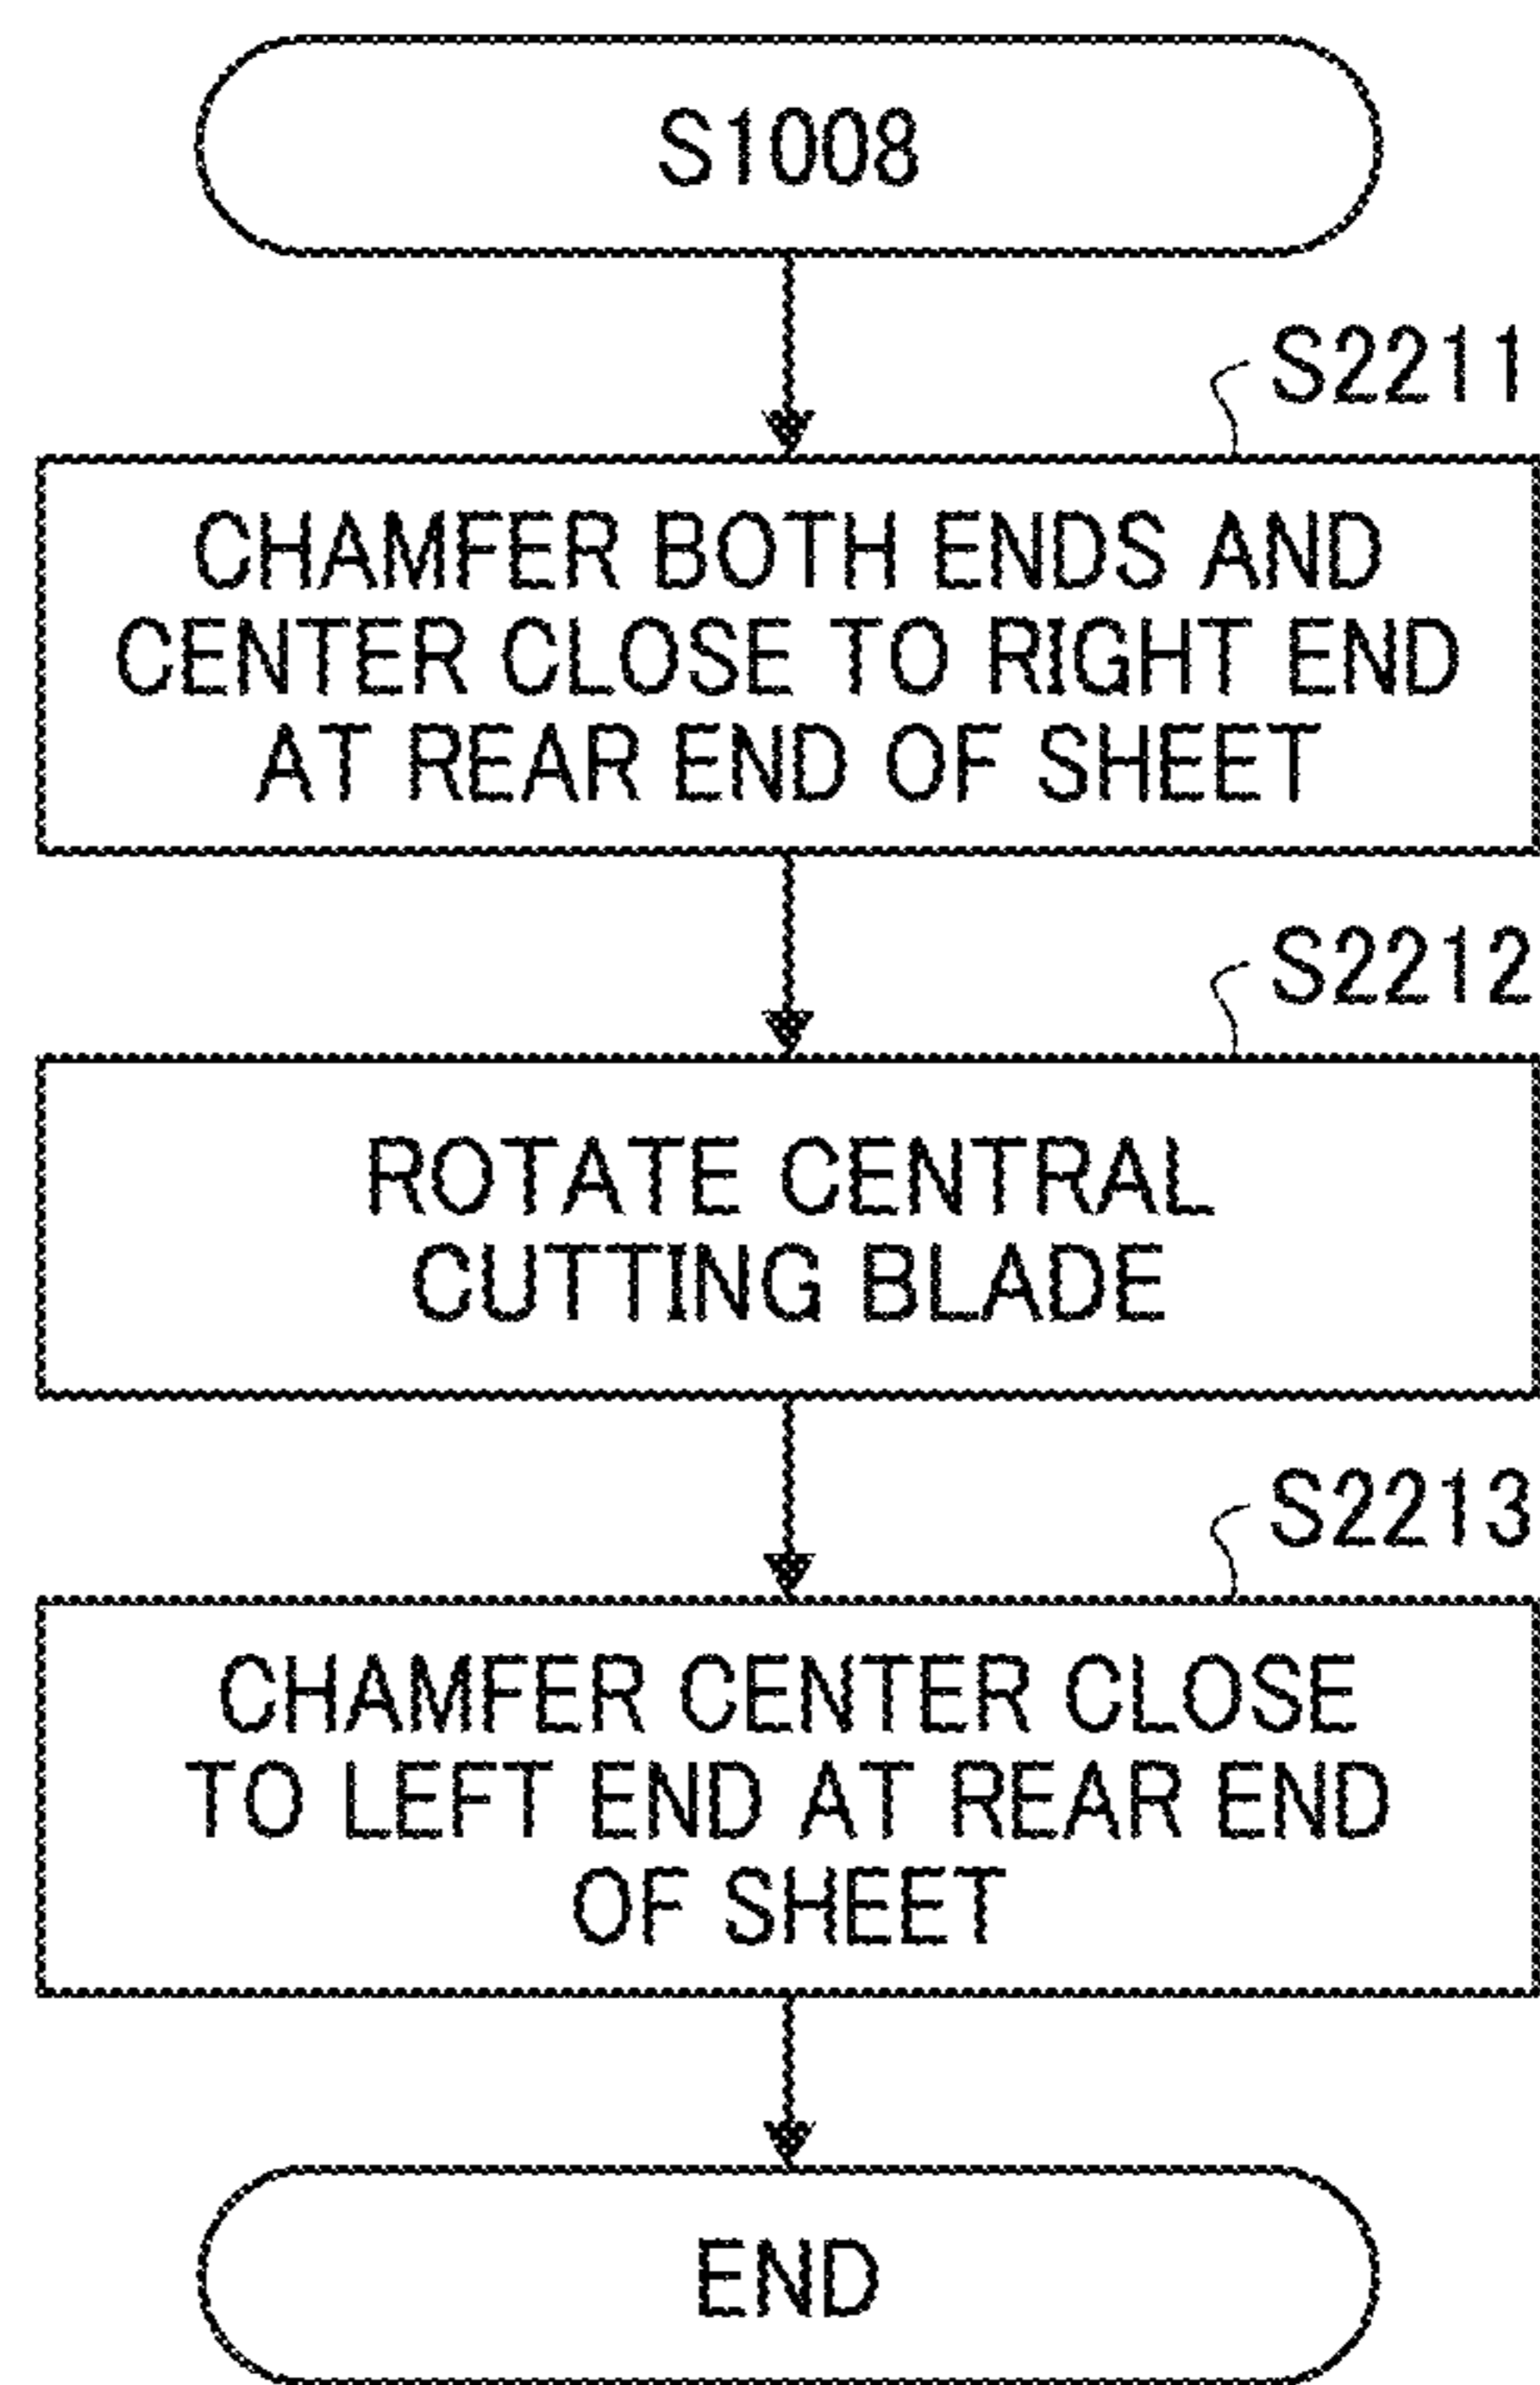 S1008
S2211
CHAMFER BOTH ENDS AND
CENTER CLOSE TO RIGHT END
AT REAR END OF SHEET
S2212
ROTATE CENTRAL
CUTTING BLADE
S2213
CHAMFER CENTER CLOSE
TO LEFT END AT REAR END
OF SHEET
END